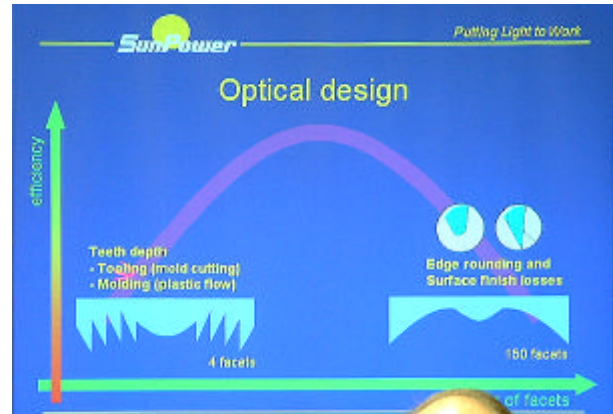 SunPower
Putting Light to Work
Optical design
efficiency
Teeth depth
- Tooling (mold cutting)
- Molding (plastic flow)
Edge rounding and
Surface finish losses
4 facets
150 facets
of facets